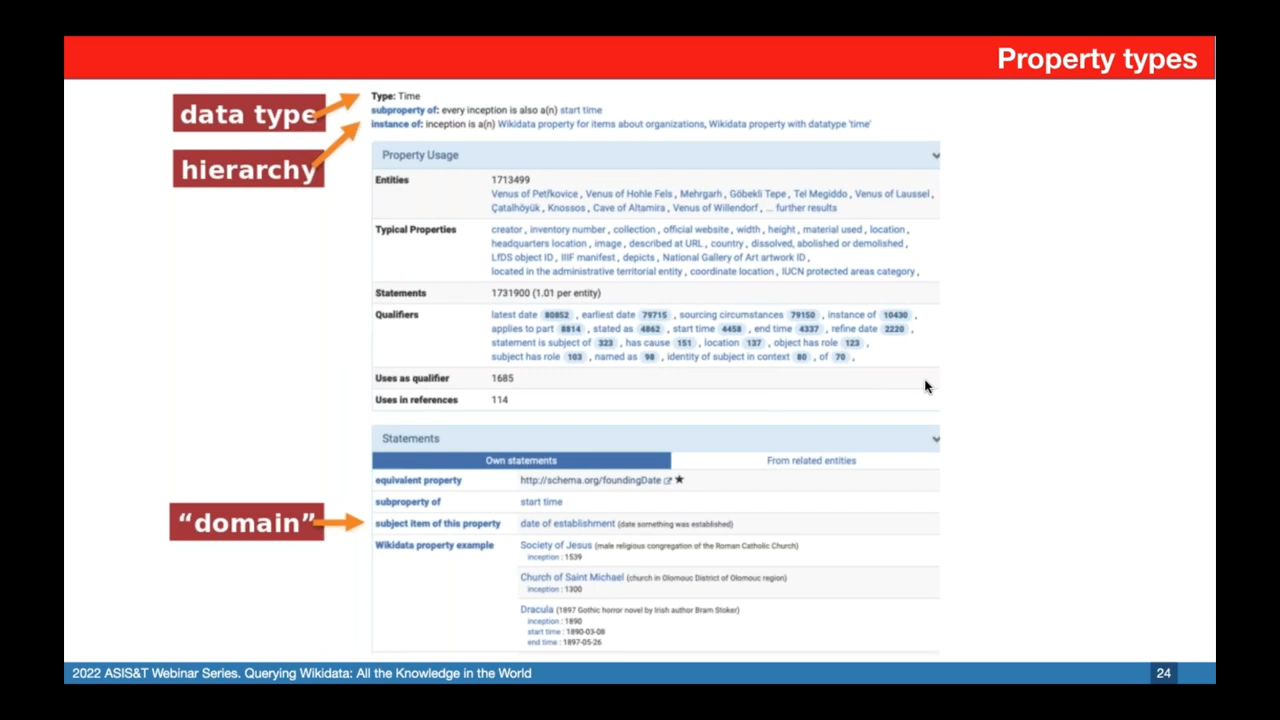 Property types
data type
Type: Time
subproperty of: every inception is also a(n) start time
instance of: inception is a(n) Wikidata property for items about organizations, Wikidata property with datatype 'time'
hierarchy
Property Usage
Entities 1713499
Venus of Petřkovice , Venus of Hohle Fels , Mehrgarh , Göbekli Tepe , Tel Megiddo , Venus of Laussel ,
Çatalhöyük , Knossos , Cave of Altamira , Venus of Willendorf , ... further results
Typical Properties creator , inventory number , collection , official website , width , height , material used , location ,
headquarters location , image , described at URL , country , dissolved, abolished or demolished ,
LfDS object ID , IIIF manifest , depicts , National Gallery of Art artwork ID ,
located in the administrative territorial entity , coordinate location , IUCN protected areas category ,
Statements 1731900 (1.01 per entity)
Qualifiers latest date 80852 , earliest date 79715 , sourcing circumstances 79150 , instance of 10430 ,
applies to part 8814 , stated as 4862 , start time 4458 , end time 4337 , refine date 2220 ,
statement is subject of 323 , has cause 151 , location 137 , object has role 123 ,
subject has role 103 , named as 98 , identity of subject in context 80 , of 70 ,
Uses as qualifier 1685
Uses in references 114
Statements
Own statements From related entities
equivalent property http://schema.org/foundingDate
subproperty of start time
"domain"
subject item of this property date of establishment (date something was established)
Wikidata property example Society of Jesus (male religious congregation of the Roman Catholic Church)
inception : 1539
Church of Saint Michael (church in Olomouc District of Olomouc region)
inception : 1300
Dracula (1897 Gothic horror novel by Irish author Bram Stoker)
inception : 1890
start time : 1890-03-08
end time : 1897-05-26
2022 ASIS&T Webinar Series. Querying Wikidata: All the Knowledge in the World
24